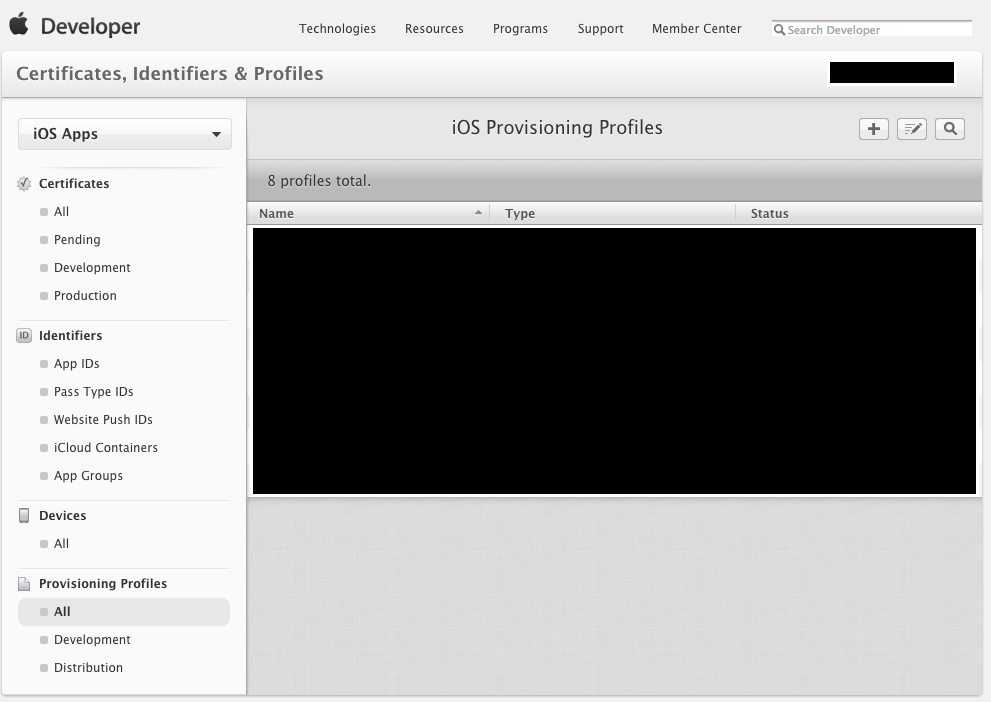 Developer
Technologies Resources Programs Support Member Center Search Developer
Certificates, Identifiers & Profiles
iOS Apps
iOS Provisioning Profiles
8 profiles total.
Name Type Status
Certificates
All
Pending
Development
Production
ID Identifiers
App IDs
Pass Type IDs
Website Push IDs
iCloud Containers
App Groups
Devices
All
Provisioning Profiles
All
Development
Distribution